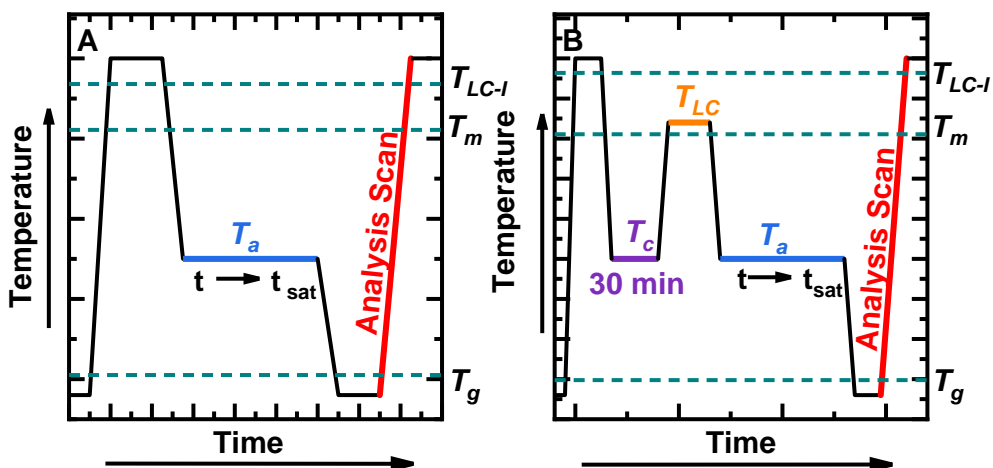 A
T_LC-I
T_m
T_a
t → t_sat
Analysis Scan
T_g
Temperature
Time
B
T_LC-I
T_LC
T_m
T_c
30 min
T_a
t → t_sat
Analysis Scan
T_g
Temperature
Time